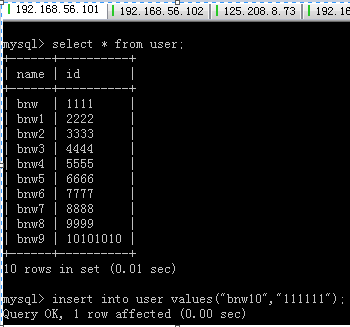 192.168.56.101 192.168.56.102 125.208.8.73 192.16
mysql> select * from user;
+------+----------+
| name | id |
+------+----------+
| bnw | 1111 |
| bnw1 | 2222 |
| bnw2 | 3333 |
| bnw3 | 4444 |
| bnw4 | 5555 |
| bnw5 | 6666 |
| bnw6 | 7777 |
| bnw7 | 8888 |
| bnw8 | 9999 |
| bnw9 | 10101010 |
+------+----------+
10 rows in set (0.01 sec)
mysql> insert into user values("bnw10","111111");
Query OK, 1 row affected (0.00 sec)